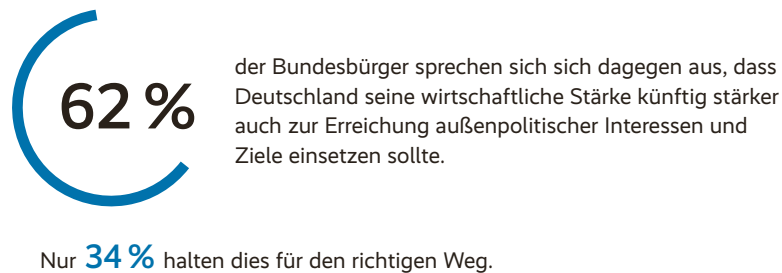 62 %
der Bundesbürger sprechen sich sich dagegen aus, dass
Deutschland seine wirtschaftliche Stärke künftig stärker
auch zur Erreichung außenpolitischer Interessen und
Ziele einsetzen sollte.
Nur 34 % halten dies für den richtigen Weg.